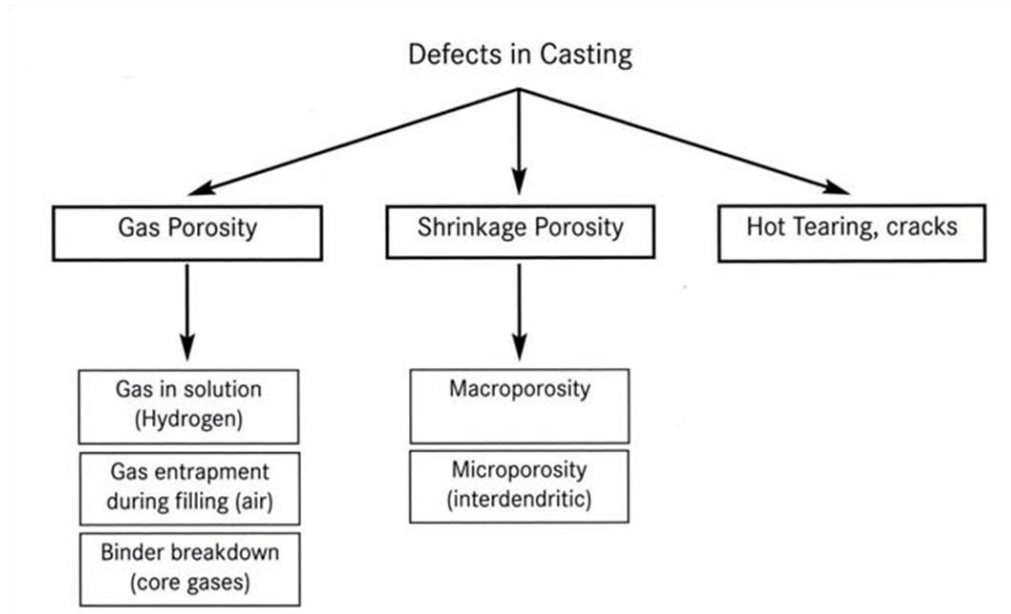 Defects in Casting
Gas Porosity
Shrinkage Porosity
Hot Tearing, cracks
Gas in solution
(Hydrogen)
Gas entrapment
during filling (air)
Binder breakdown
(core gases)
Macroporosity
Microporosity
(interdendritic)